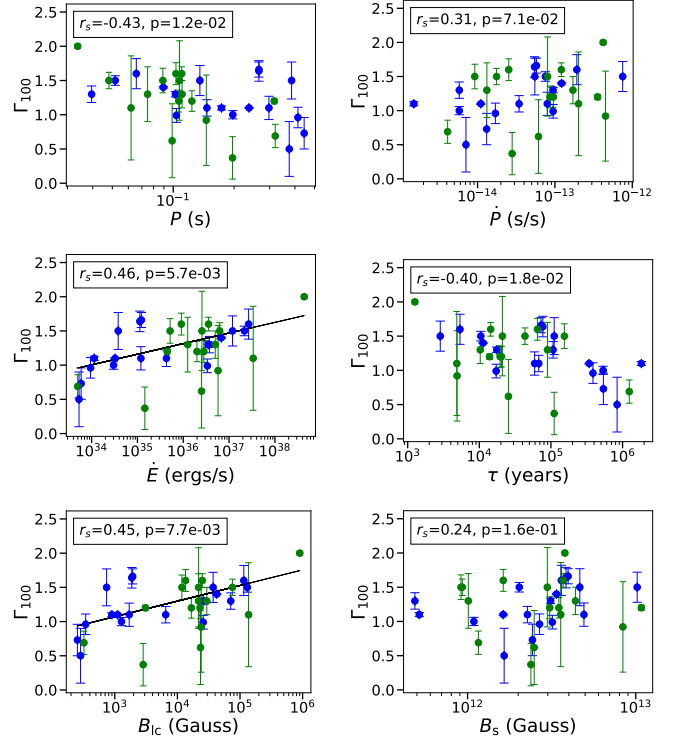 r_s=-0.43, p=1.2e-02
Γ_100
2.0
1.5
1.0
0.5
0.0
10^-1
P (s)
r_s=0.31, p=7.1e-02
Γ_100
2.0
1.5
1.0
0.5
0.0
10^-14 10^-13 10^-12
Ṗ (s/s)
r_s=0.46, p=5.7e-03
Γ_100
2.5
2.0
1.5
1.0
0.5
0.0
10^34 10^35 10^36 10^37 10^38
Ė (ergs/s)
r_s=-0.40, p=1.8e-02
Γ_100
2.5
2.0
1.5
1.0
0.5
0.0
10^3 10^4 10^5 10^6
τ (years)
r_s=0.45, p=7.7e-03
Γ_100
2.5
2.0
1.5
1.0
0.5
0.0
10^3 10^4 10^5 10^6
B_lc (Gauss)
r_s=0.24, p=1.6e-01
Γ_100
2.5
2.0
1.5
1.0
0.5
0.0
10^12 10^13
B_s (Gauss)